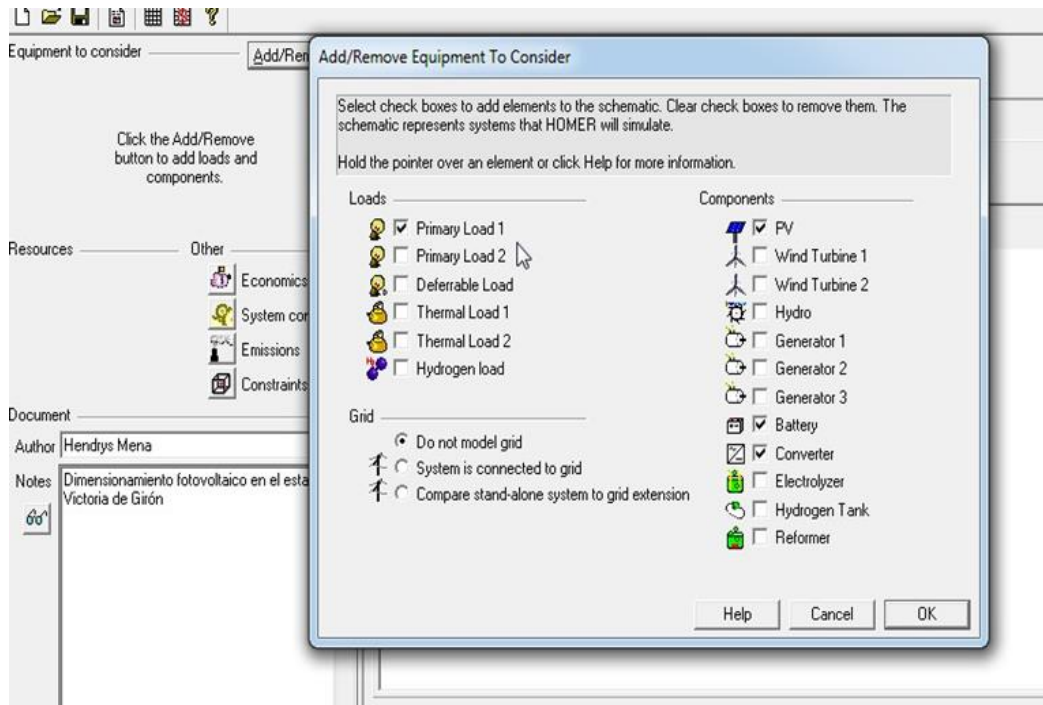 Equipment to consider
Add/Rem
Click the Add/Remove
button to add loads and
components.
Resources
Other
Economics
System con
Emissions
Constraints
Document
Author Hendrys Mena
Notes Dimensionamiento fotovoltaico en el esta
Victoria de Girón
Add/Remove Equipment To Consider
Select check boxes to add elements to the schematic. Clear check boxes to remove them. The
schematic represents systems that HOMER will simulate.
Hold the pointer over an element or click Help for more information.
Loads
Primary Load 1
Primary Load 2
Deferrable Load
Thermal Load 1
Thermal Load 2
Hydrogen load
Grid
Do not model grid
System is connected to grid
Compare stand-alone system to grid extension
Components
PV
Wind Turbine 1
Wind Turbine 2
Hydro
Generator 1
Generator 2
Generator 3
Battery
Converter
Electrolyzer
Hydrogen Tank
Reformer
Help
Cancel
OK